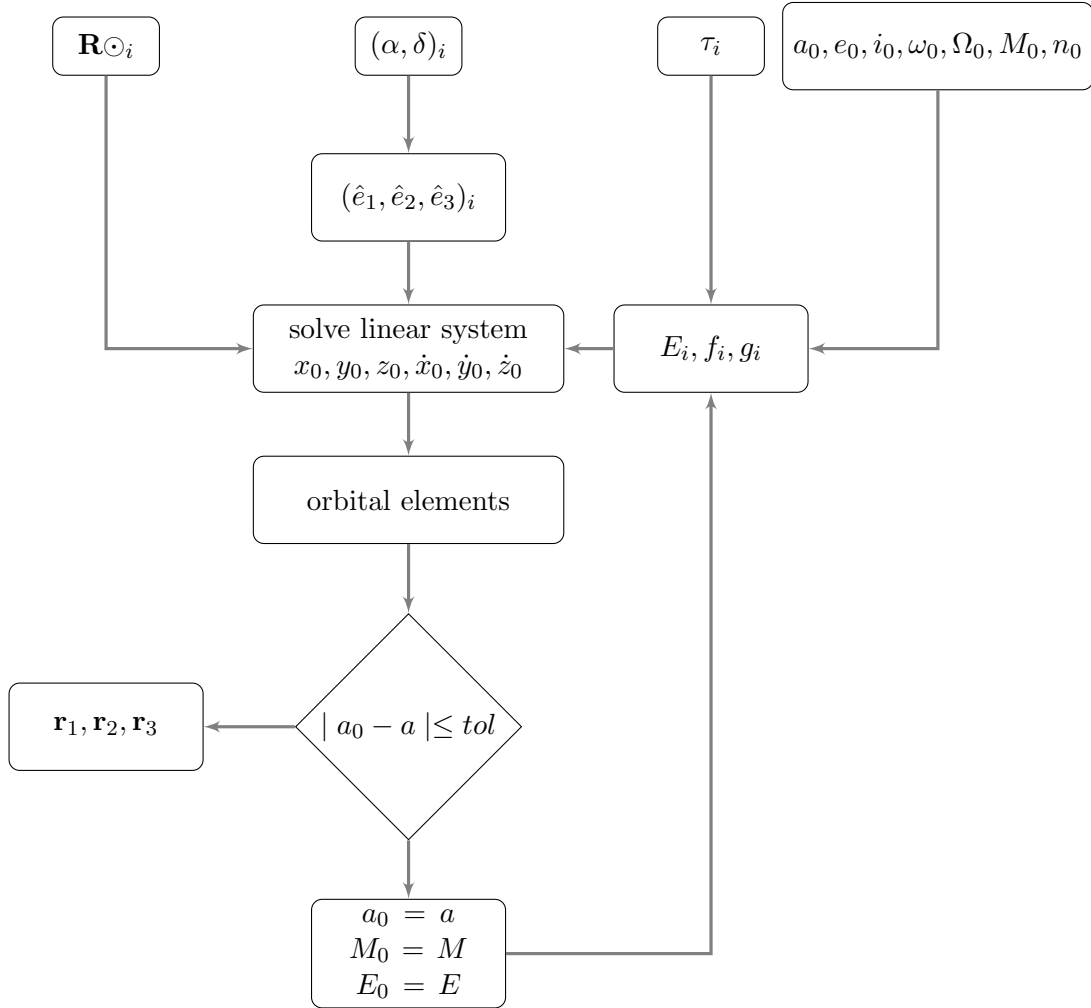 𝐑⊙ᵢ
(α, δ)ᵢ
τᵢ
a₀, e₀, i₀, ω₀, Ω₀, M₀, n₀
(ê₁, ê₂, ê₃)ᵢ
solve linear system
x₀, y₀, z₀, ẋ₀, ẏ₀, ż₀
Eᵢ, fᵢ, gᵢ
orbital elements
| a₀ − a |≤ tol
𝐫₁, 𝐫₂, 𝐫₃
a₀ = a
M₀ = M
E₀ = E